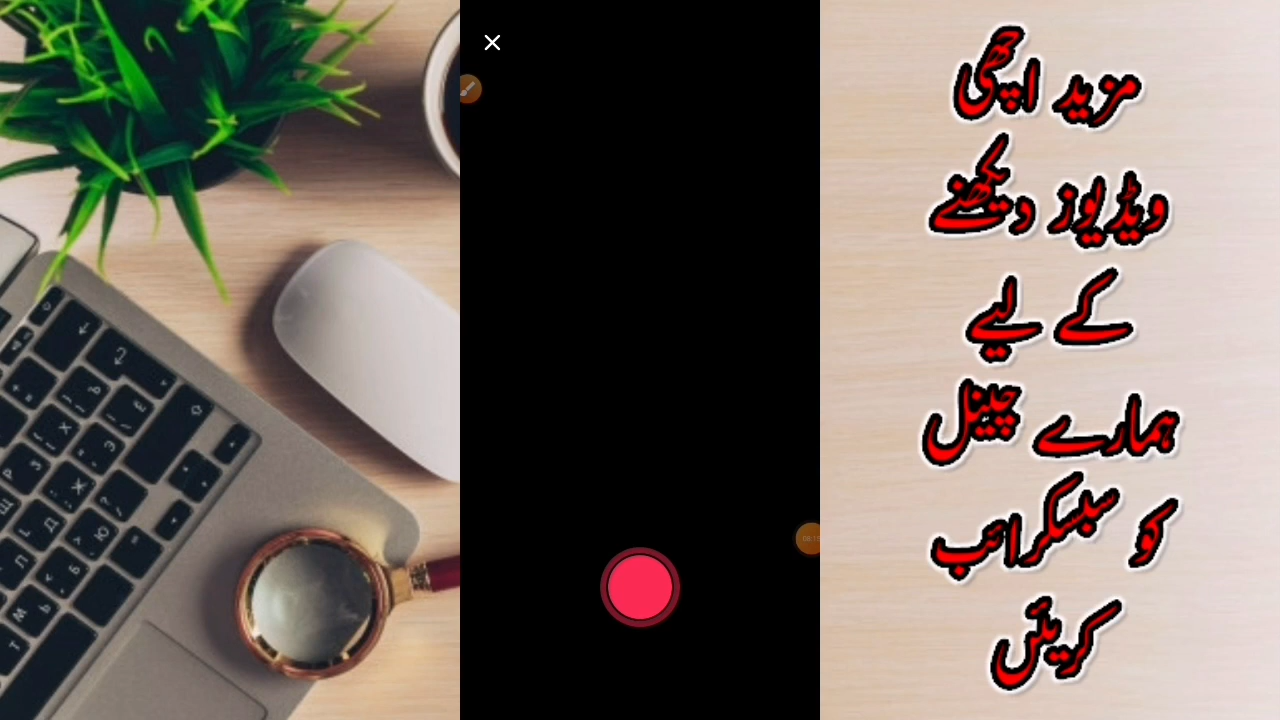 مزید اچھی
ویڈیوز دیکھنے
کے لیے
ہمارے چینل
کو سبسکرائب
کریں